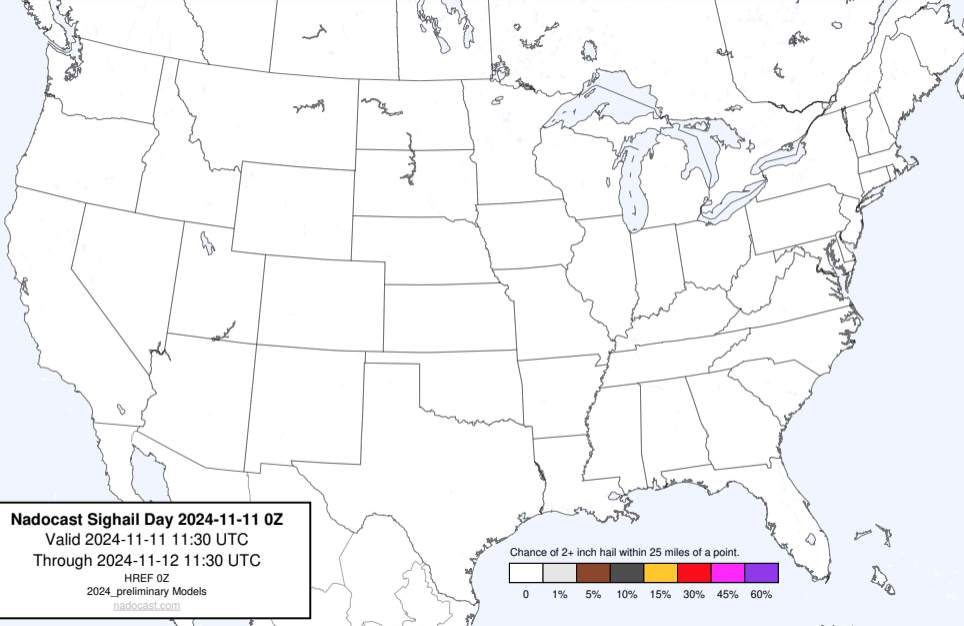 Nadocast Sighail Day 2024-11-11 0Z
Valid 2024-11-11 11:30 UTC
Through 2024-11-12 11:30 UTC
HREF 0Z
2024_preliminary Models
nadocast.com
Chance of 2+ inch hail within 25 miles of a point.
0 1% 5% 10% 15% 30% 45% 60%